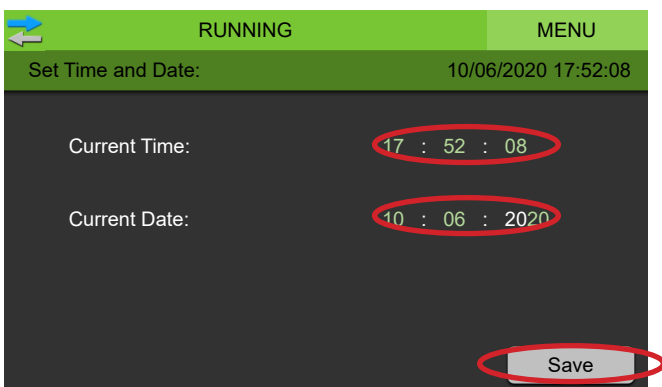 RUNNING MENU
Set Time and Date: 10/06/2020 17:52:08
Current Time: 17 : 52 : 08
Current Date: 10 : 06 : 2020
Save